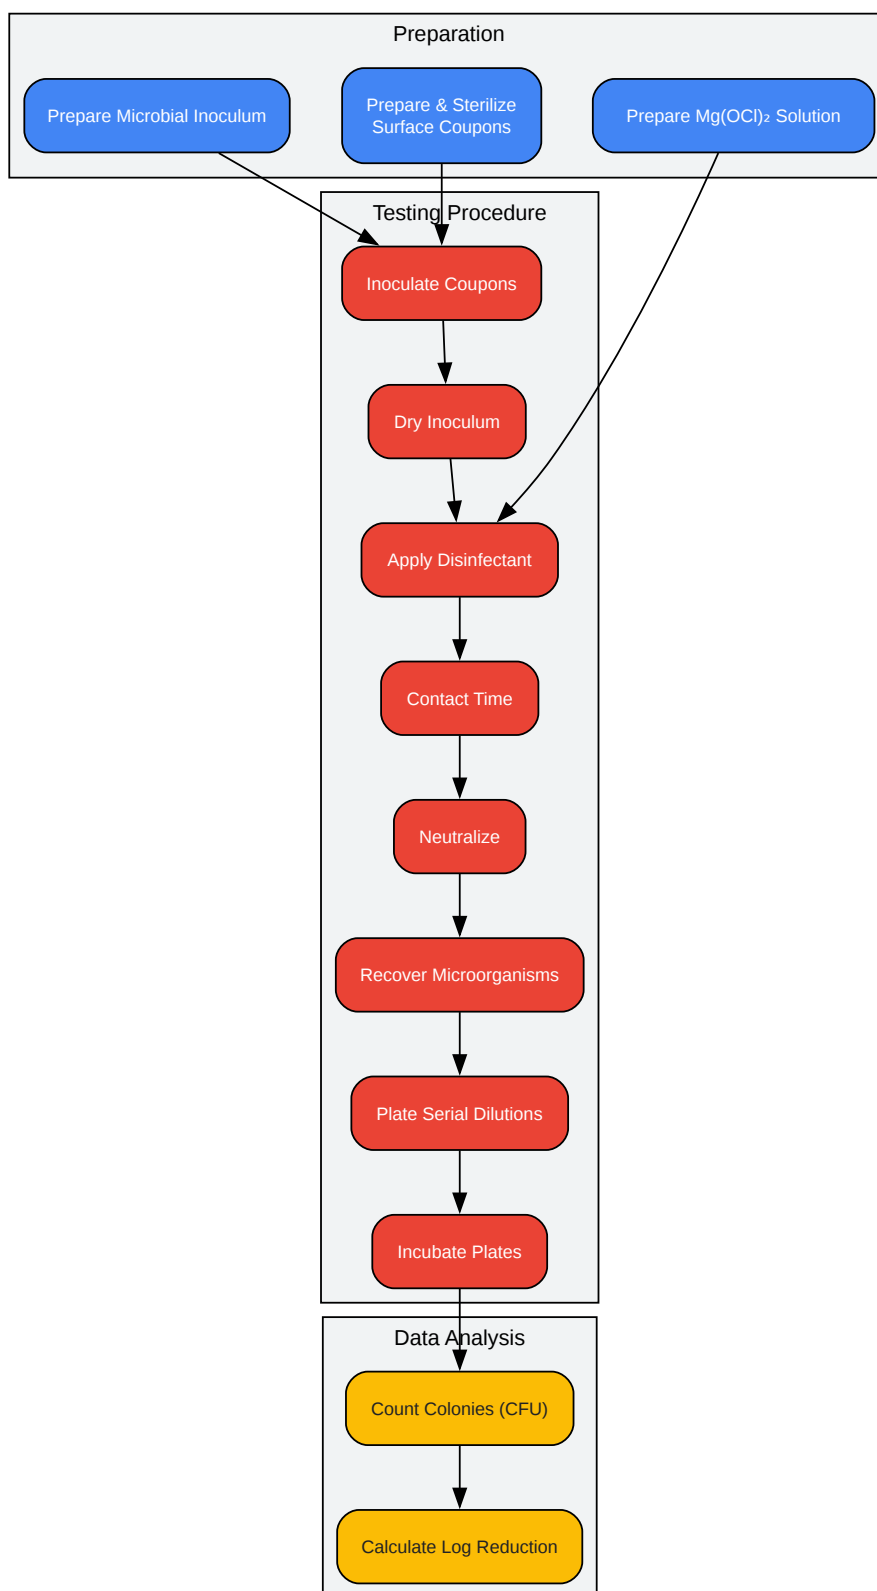 Preparation
Prepare Microbial Inoculum
Prepare & Sterilize
Surface Coupons
Prepare Mg(OCl)₂ Solution
Testing Procedure
Inoculate Coupons
Dry Inoculum
Apply Disinfectant
Contact Time
Neutralize
Recover Microorganisms
Plate Serial Dilutions
Incubate Plates
Data Analysis
Count Colonies (CFU)
Calculate Log Reduction